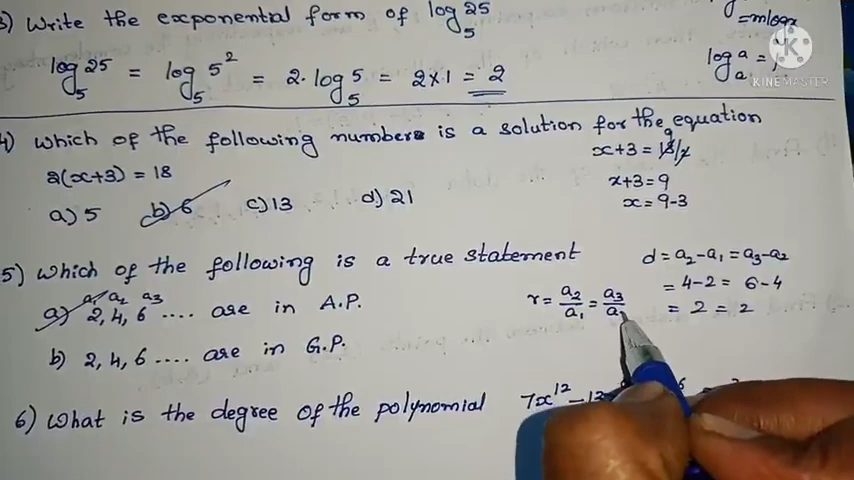 3) Write the exponential form of log₅25
= m logx
log₅25 = log₅5² = 2·log₅5 = 2×1 = 2
logₐa =
KINEMASTER
4) Which of the following numbers is a solution for the equation
2(x+3) = 18
x+3 = 18/2 9
x+3 = 9
x = 9-3
a) 5 b) 6 c) 13 d) 21
5) Which of the following is a true statement
d = a₂-a₁ = a₃-a₂
= 4-2 = 6-4
= 2 = 2
a₁ a₂ a₃
a) 2, 4, 6 .... are in A.P.
r = a₂/a₁ = a₃/a
b) 2, 4, 6 .... are in G.P.
6) What is the degree of the polynomial 7x¹²